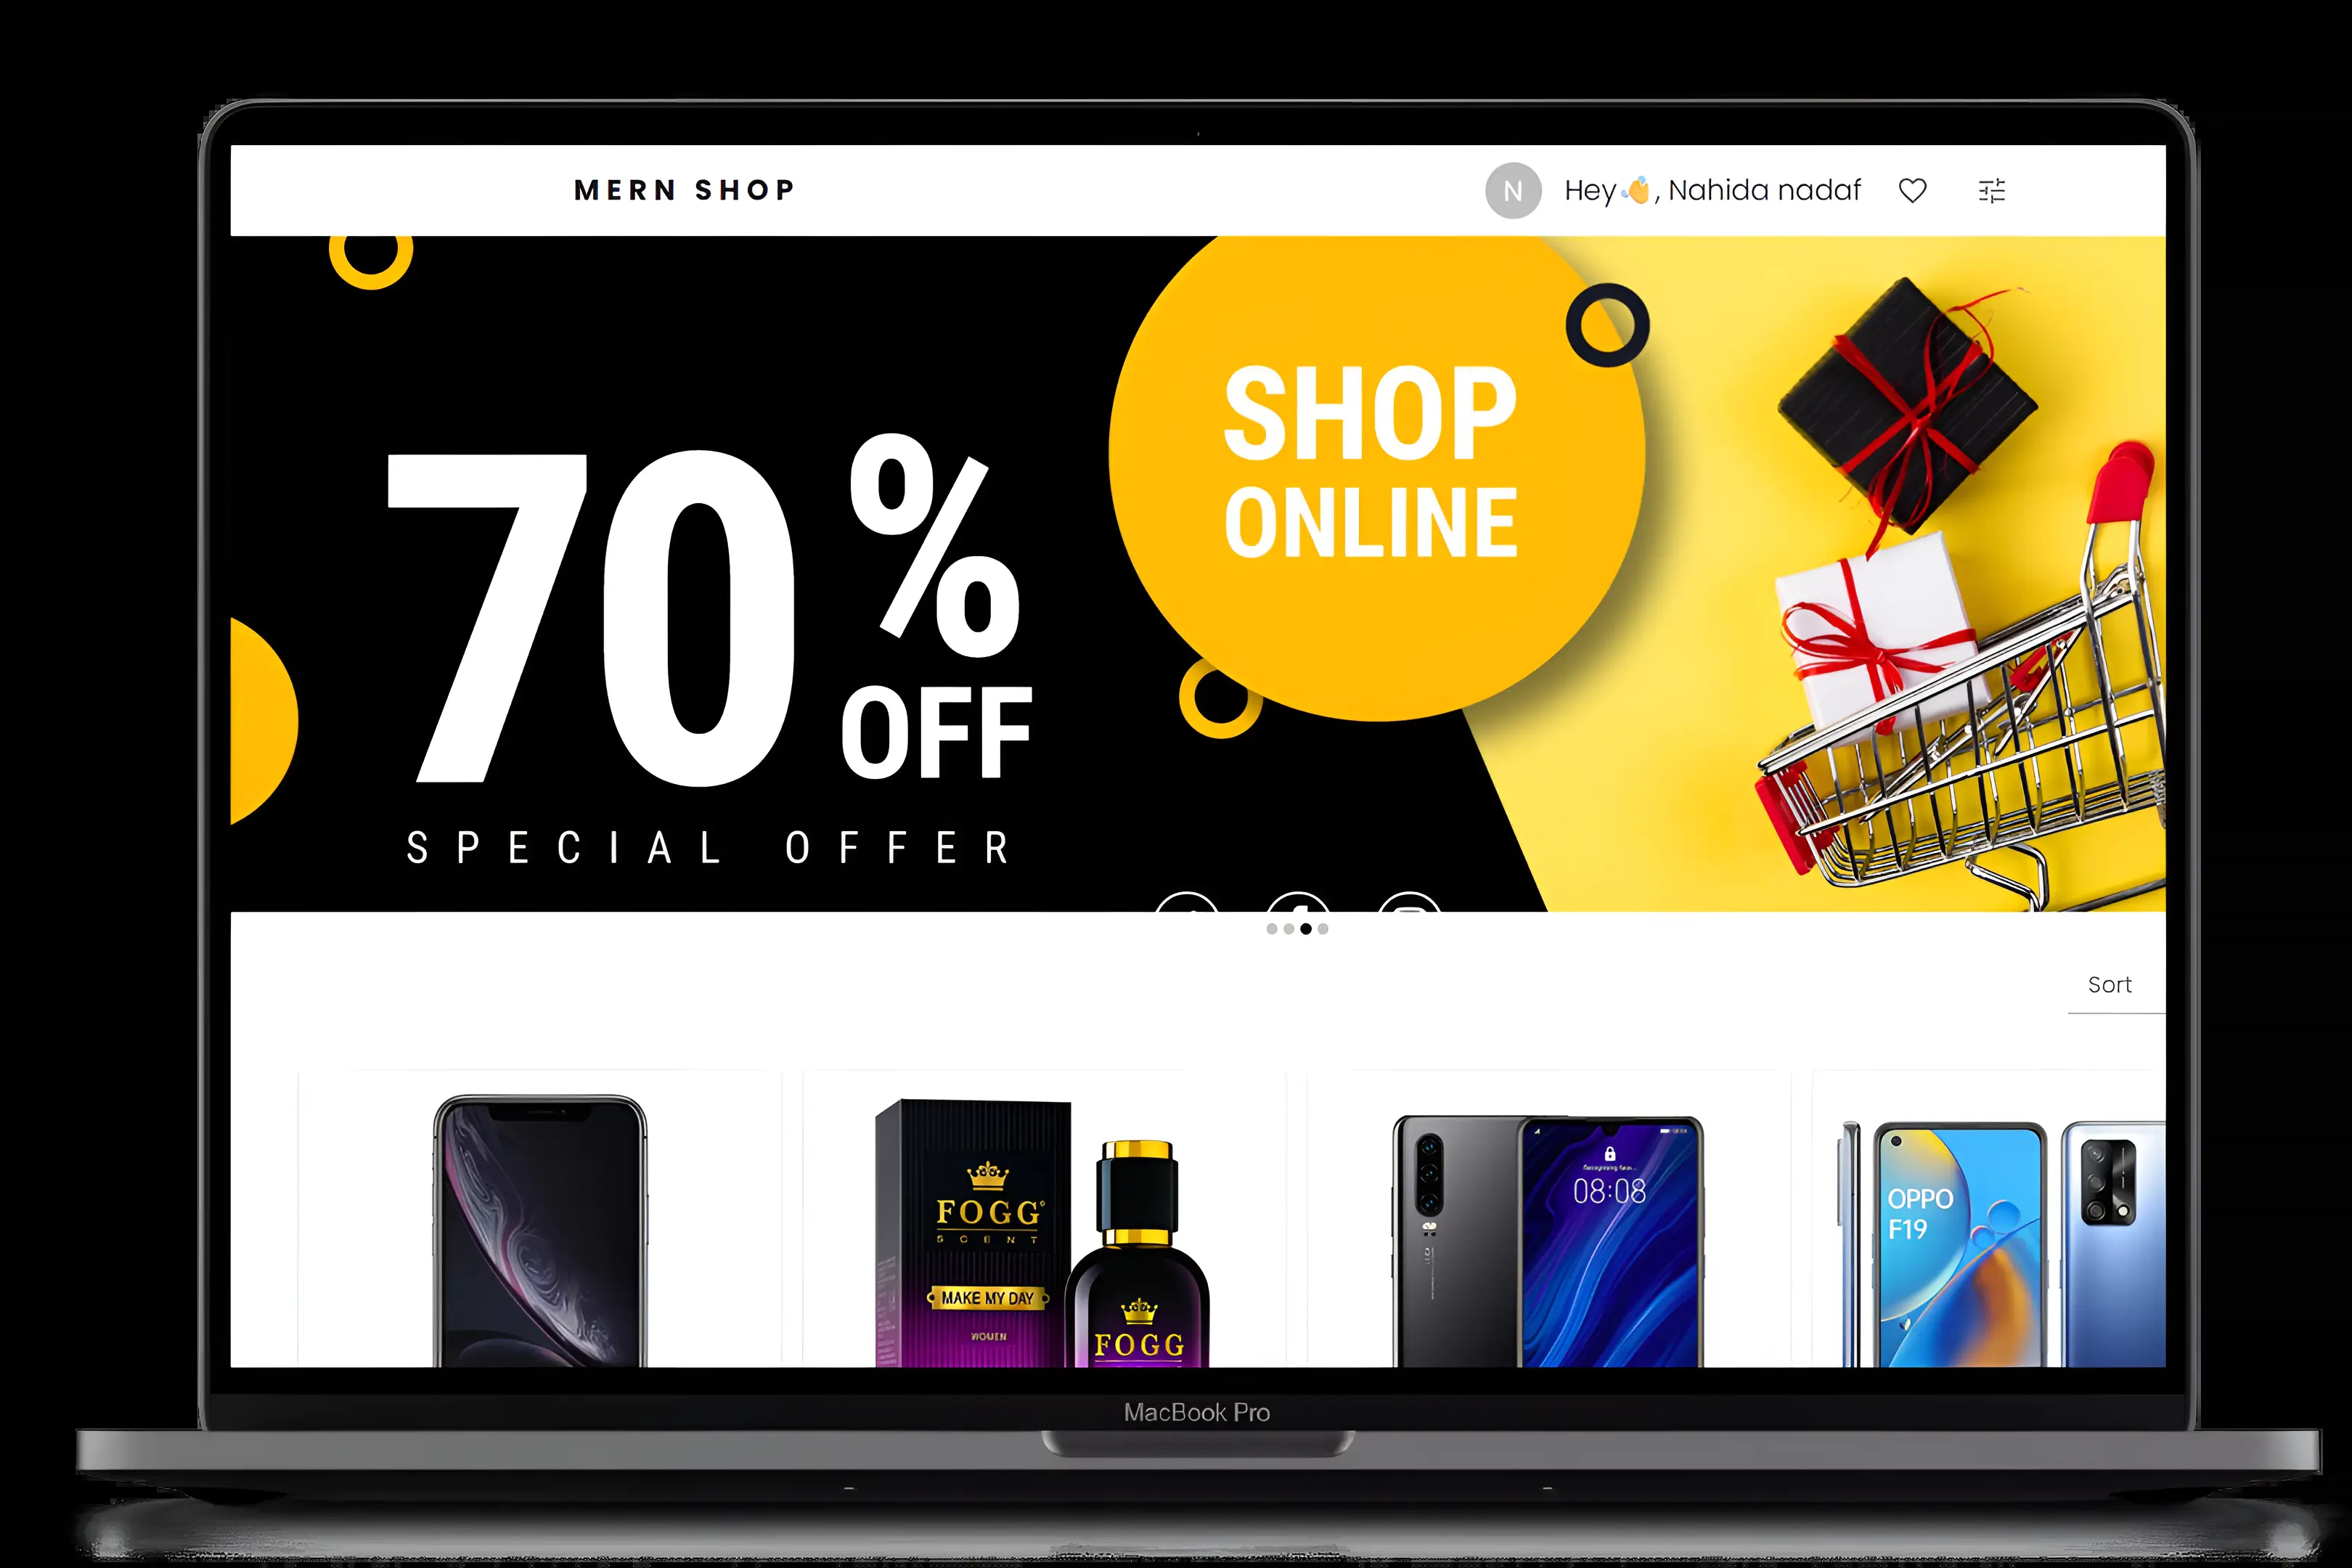 MERN SHOP
N
Hey👋, Nahida nadaf
70%
OFF
SPECIAL OFFER
SHOP
ONLINE
Sort
FOGG
SCENT
MAKE MY DAY
WOMEN
FOGG
08:08
OPPO
F19
MacBook Pro